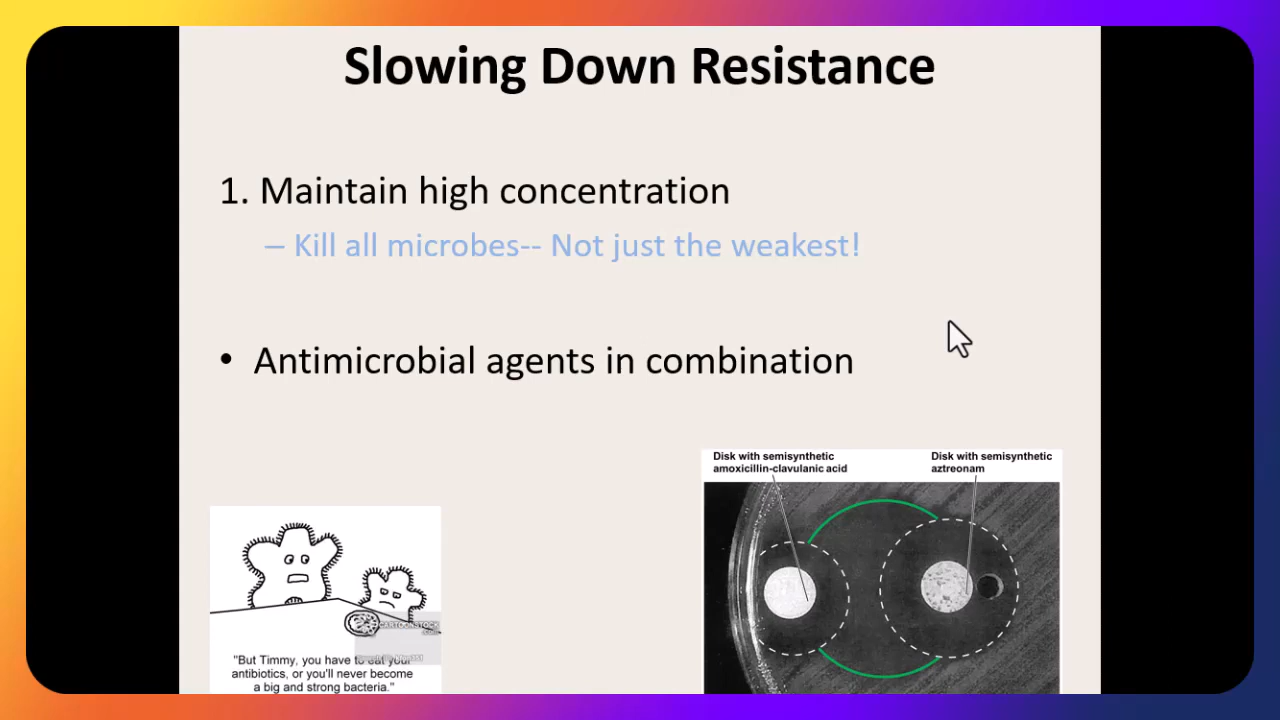 Slowing Down Resistance
1. Maintain high concentration
– Kill all microbes-- Not just the weakest!
• Antimicrobial agents in combination
Disk with semisynthetic
amoxicillin-clavulanic acid
Disk with semisynthetic
aztreonam
CARTOONSTOCK
.com
"But Timmy, you have to eat your
antibiotics, or you'll never become
a big and strong bacteria."